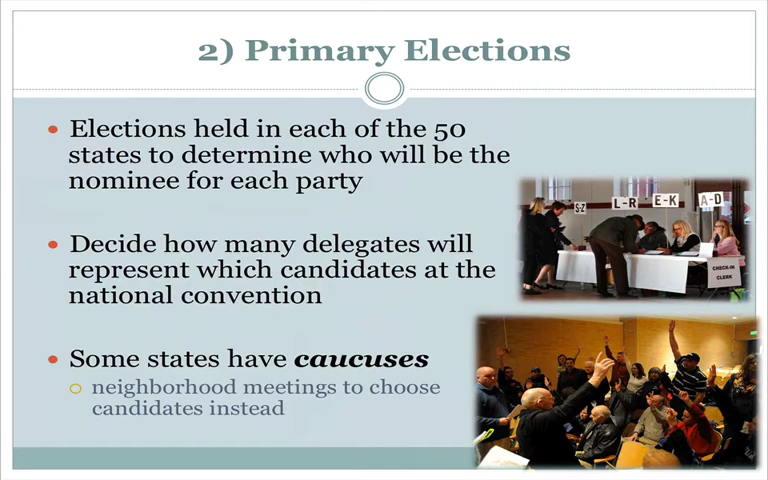 2) Primary Elections
• Elections held in each of the 50
states to determine who will be the
nominee for each party
• Decide how many delegates will
represent which candidates at the
national convention
• Some states have caucuses
○ neighborhood meetings to choose
candidates instead
S-Z
L-R
E-K
A-D
CHECK-IN
CLERK